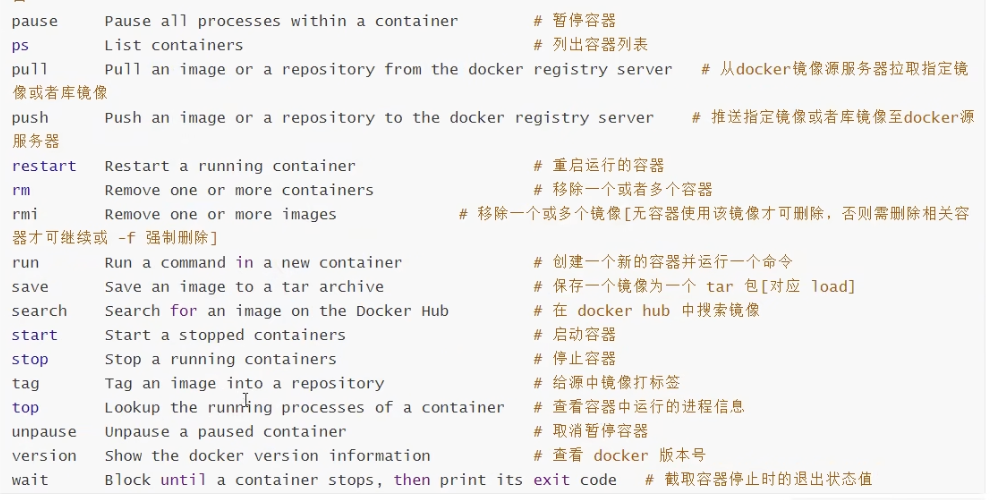 pause     Pause all processes within a container        # 暂停容器
ps        List containers                               # 列出容器列表
pull      Pull an image or a repository from the docker registry server   # 从docker镜像源服务器拉取指定镜
像或者库镜像
push      Push an image or a repository to the docker registry server    # 推送指定镜像或者库镜像至docker源
服务器
restart   Restart a running container                   # 重启运行的容器
rm        Remove one or more containers                 # 移除一个或者多个容器
rmi       Remove one or more images             # 移除一个或多个镜像[无容器使用该镜像才可删除，否则需删除相关容
器才可继续或 -f 强制删除]
run       Run a command in a new container              # 创建一个新的容器并运行一个命令
save      Save an image to a tar archive                # 保存一个镜像为一个 tar 包[对应 load]
search    Search for an image on the Docker Hub         # 在 docker hub 中搜索镜像
start     Start a stopped containers                    # 启动容器
stop      Stop a running containers                     # 停止容器
tag       Tag an image into a repository                # 给源中镜像打标签
top       Lookup the running processes of a container   # 查看容器中运行的进程信息
unpause   Unpause a paused container                    # 取消暂停容器
version   Show the docker version information           # 查看 docker 版本号
wait      Block until a container stops, then print its exit code   # 截取容器停止时的退出状态值